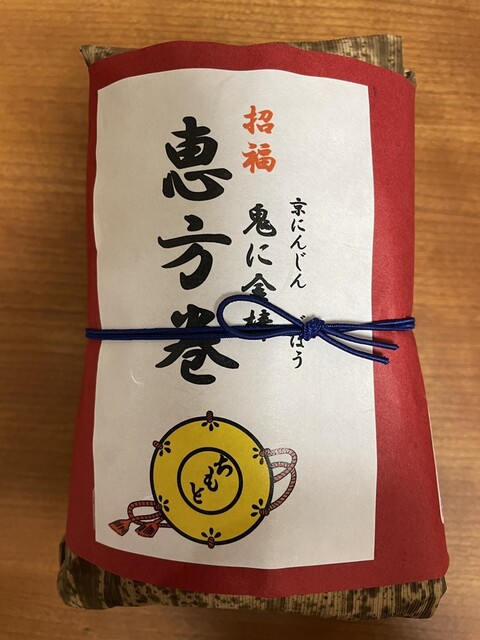 京にんじん
ごぼう
鬼に金棒
招福
恵方巻
ちもと